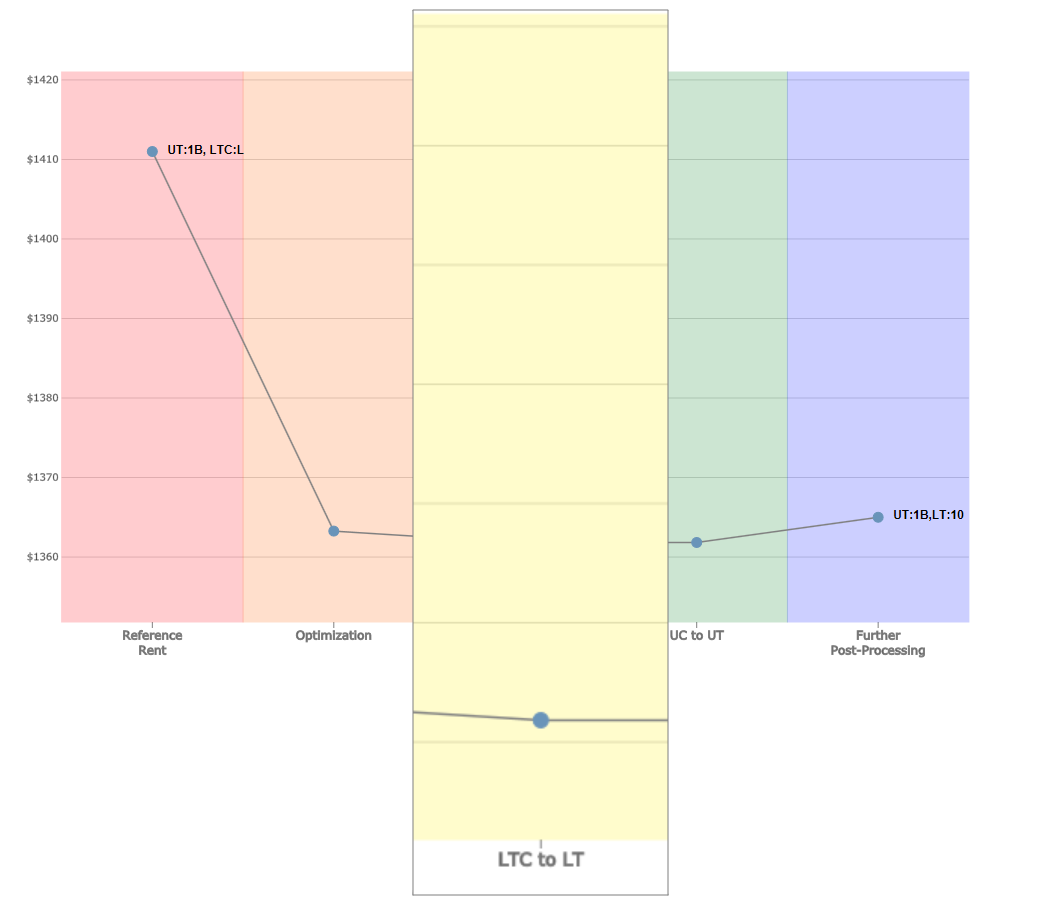 $1420
UT:1B, LTC:L
$1410
$1400
$1390
$1380
$1370
UT:1B,LT:10
$1360
Reference
Rent
Optimization
UC to UT
Further
Post-Processing
LTC to LT